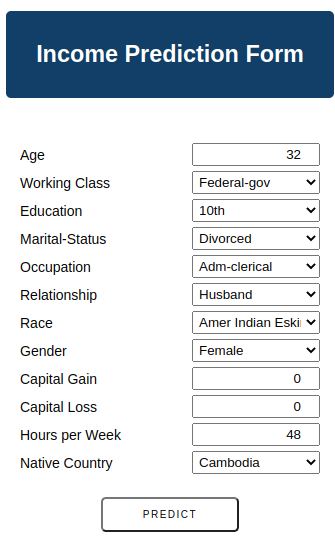 Income Prediction Form
Age 32
Working Class Federal-gov
Education 10th
Marital-Status Divorced
Occupation Adm-clerical
Relationship Husband
Race Amer Indian Eski
Gender Female
Capital Gain 0
Capital Loss 0
Hours per Week 48
Native Country Cambodia
PREDICT